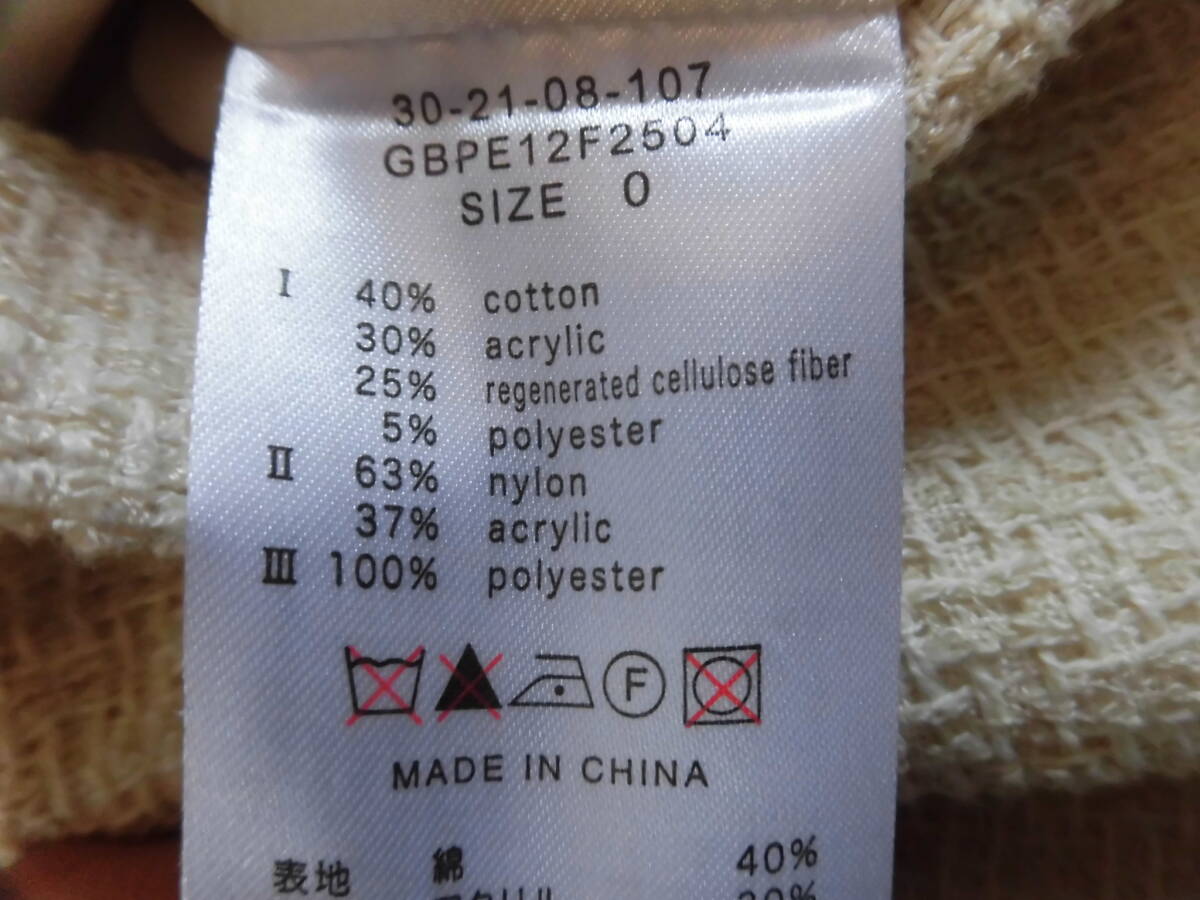 30-21-08-107
GBPE12F2504
SIZE 0
I 40% cotton
30% acrylic
25% regenerated cellulose fiber
5% polyester
II 63% nylon
37% acrylic
III 100% polyester
F
MADE IN CHINA
表地 綿 40%